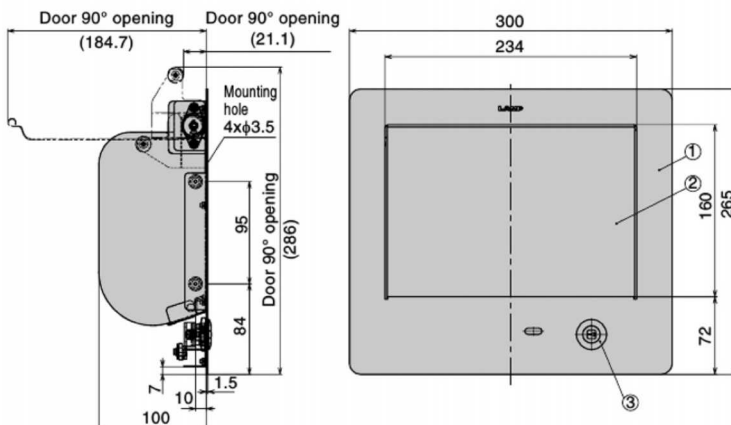 Door 90° opening
(184.7)
Door 90° opening
(21.1)
Mounting
hole
4xϕ3.5
Door 90° opening
(286)
95
84
7
10
1.5
100
300
234
LAMP
①
②
160
265
72
③